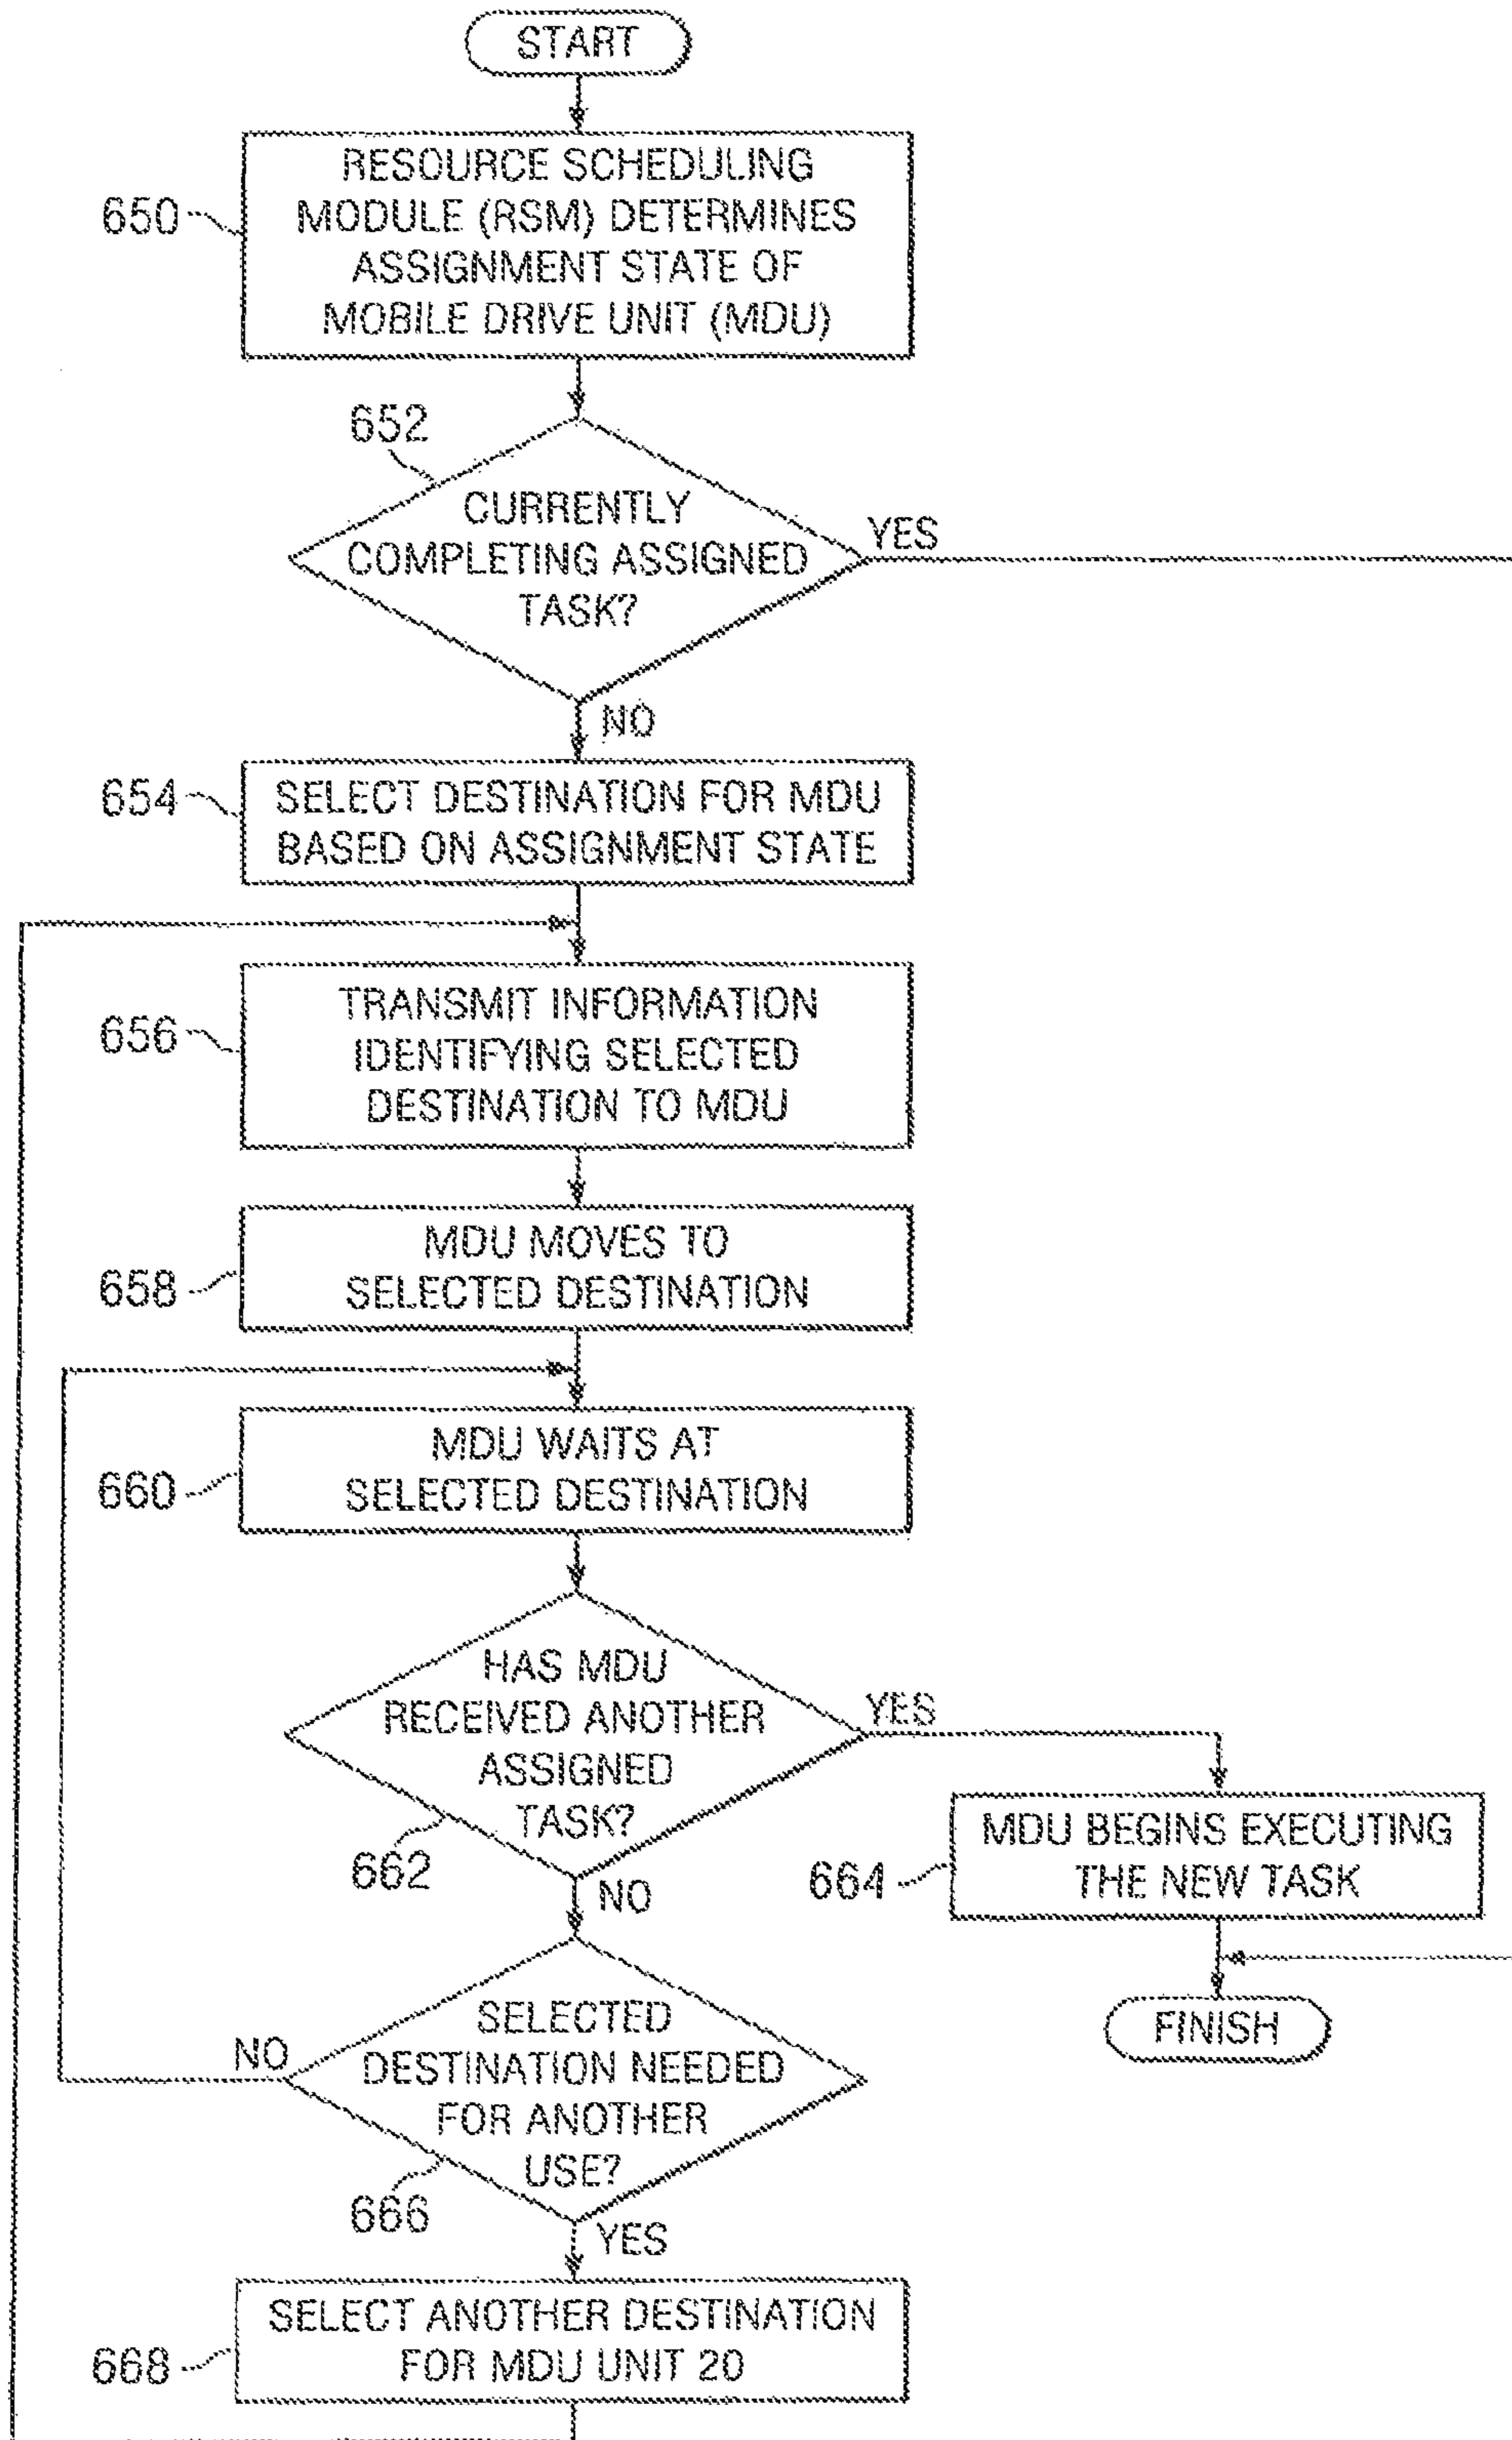 START
RESOURCE SCHEDULING
MODULE (RSM) DETERMINES
ASSIGNMENT STATE OF
MOBILE DRIVE UNIT (MDU)
650
652
CURRENTLY
COMPLETING ASSIGNED
TASK?
YES
NO
654
SELECT DESTINATION FOR MDU
BASED ON ASSIGNMENT STATE
656
TRANSMIT INFORMATION
IDENTIFYING SELECTED
DESTINATION TO MDU
658
MDU MOVES TO
SELECTED DESTINATION
660
MDU WAITS AT
SELECTED DESTINATION
HAS MDU
RECEIVED ANOTHER
ASSIGNED
TASK?
YES
662
NO
664
MDU BEGINS EXECUTING
THE NEW TASK
FINISH
SELECTED
DESTINATION NEEDED
FOR ANOTHER
USE?
NO
666
YES
668
SELECT ANOTHER DESTINATION
FOR MDU UNIT 20